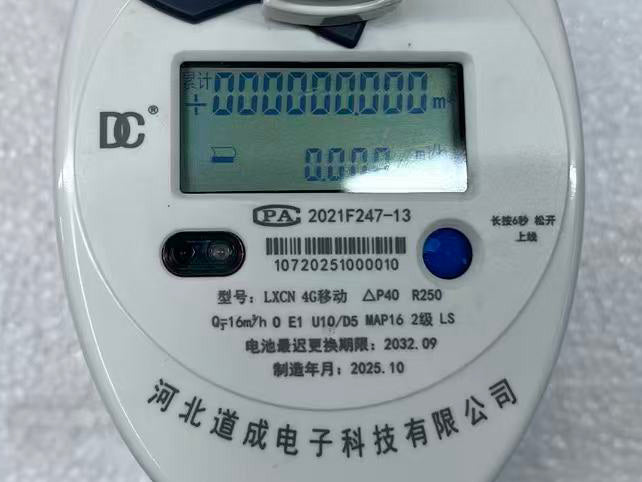 累计
+000000000 m³
0.000 m³/h
DC®
CPA 2021F247-13
长按6秒 松开
上线
10720251000010
型号：LXCN 4G移动 △P40 R250
Q₃=16m³/h 0 E1 U10/D5 MAP16 2级 LS
电池最迟更换期限：2032.09
制造年月：2025.10
河北道成电子科技有限公司